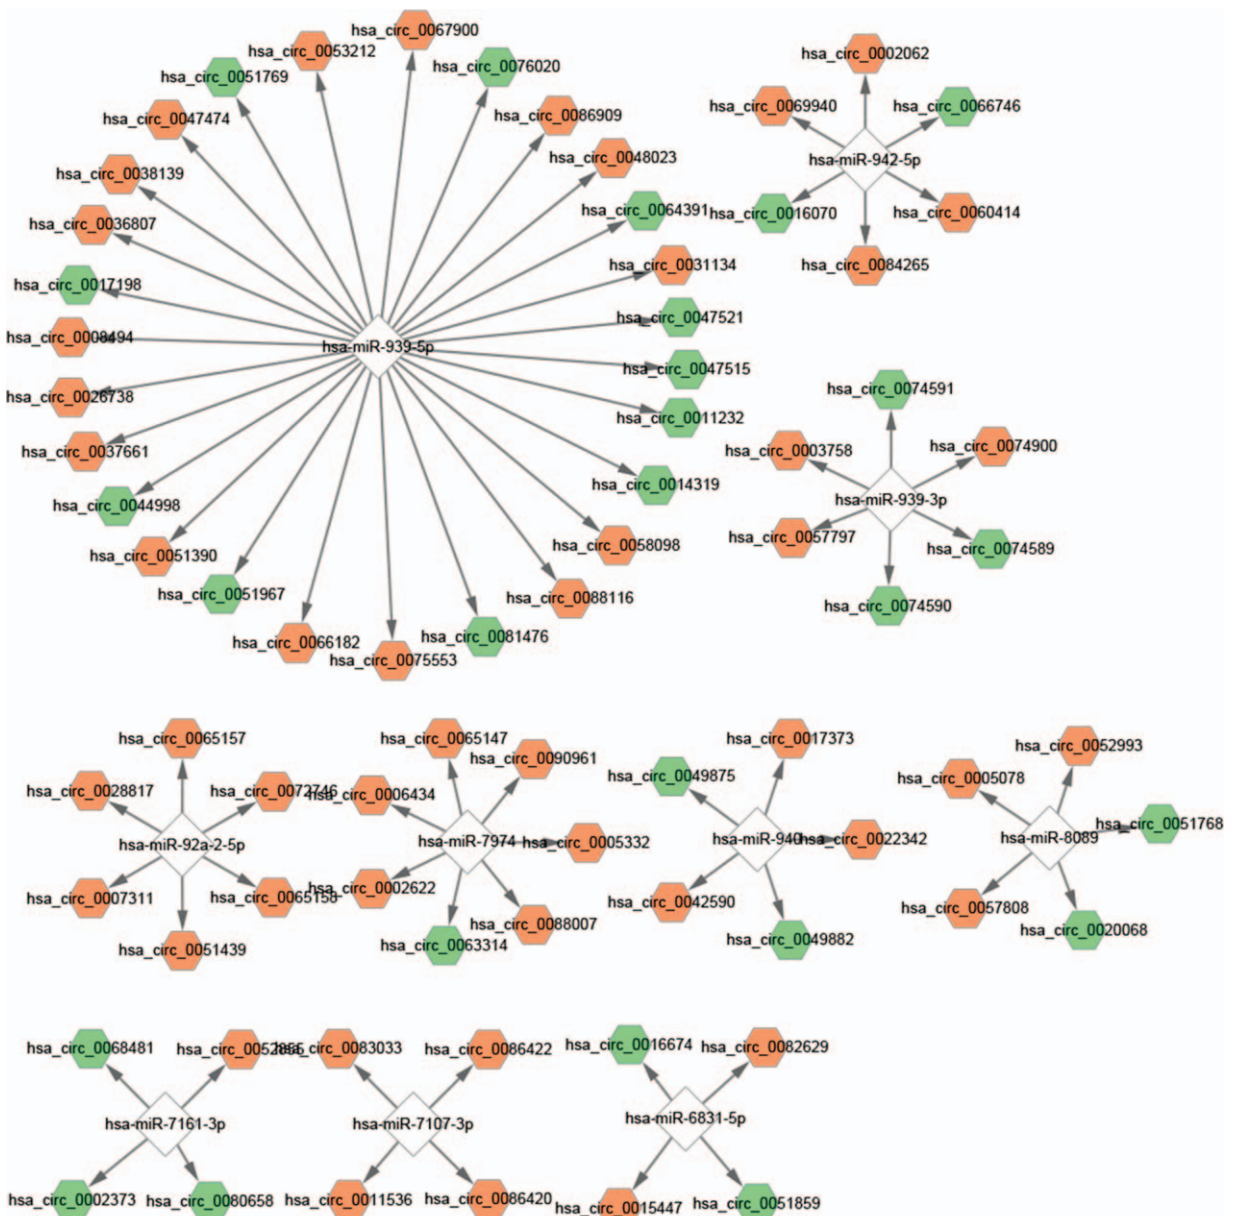 hsa_circ_0067900
hsa_circ_0053212
hsa_circ_0076020
hsa_circ_0051769
hsa_circ_0086909
hsa_circ_0047474
hsa_circ_0048023
hsa_circ_0038139
hsa_circ_0064391
hsa_circ_0036807
hsa_circ_0031134
hsa_circ_0017198
hsa_circ_0047521
hsa_circ_0008494
hsa-miR-939-5p
hsa_circ_0047515
hsa_circ_0026738
hsa_circ_0011232
hsa_circ_0037661
hsa_circ_0014319
hsa_circ_0044998
hsa_circ_0058098
hsa_circ_0051390
hsa_circ_0088116
hsa_circ_0051967
hsa_circ_0081476
hsa_circ_0066182
hsa_circ_0075553
hsa_circ_0002062
hsa_circ_0069940
hsa_circ_0066746
hsa-miR-942-5p
hsa_circ_0016070
hsa_circ_0060414
hsa_circ_0084265
hsa_circ_0074591
hsa_circ_0003758
hsa_circ_0074900
hsa-miR-939-3p
hsa_circ_0057797
hsa_circ_0074589
hsa_circ_0074590
hsa_circ_0065157
hsa_circ_0028817
hsa_circ_0072746
hsa-miR-92a-2-5p
hsa_circ_0007311
hsa_circ_0065158
hsa_circ_0051439
hsa_circ_0065147
hsa_circ_0090961
hsa_circ_0006434
hsa-miR-7974
hsa_circ_0005332
hsa_circ_0002622
hsa_circ_0088007
hsa_circ_0063314
hsa_circ_0017373
hsa_circ_0049875
hsa-miR-940
hsa_circ_0022342
hsa_circ_0042590
hsa_circ_0049882
hsa_circ_0052993
hsa_circ_0005078
hsa_circ_0051768
hsa-miR-8089
hsa_circ_0057808
hsa_circ_0020068
hsa_circ_0068481
hsa-miR-7161-3p
hsa_circ_0002373
hsa_circ_0080658
hsa_circ_0083033
hsa_circ_0086422
hsa-miR-7107-3p
hsa_circ_0011536
hsa_circ_0086420
hsa_circ_0016674
hsa_circ_0082629
hsa-miR-6831-5p
hsa_circ_0015447
hsa_circ_0051859